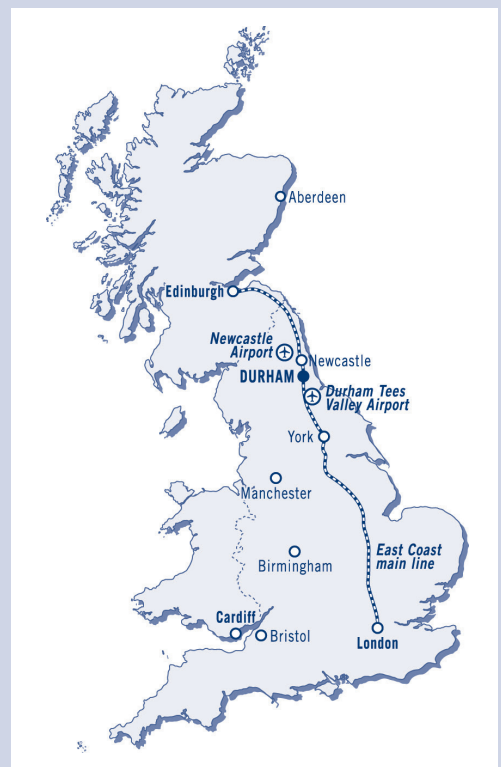 Aberdeen
Edinburgh
Newcastle
Airport
Newcastle
DURHAM
Durham Tees
Valley Airport
York
Manchester
East Coast
main line
Birmingham
Cardiff
Bristol
London